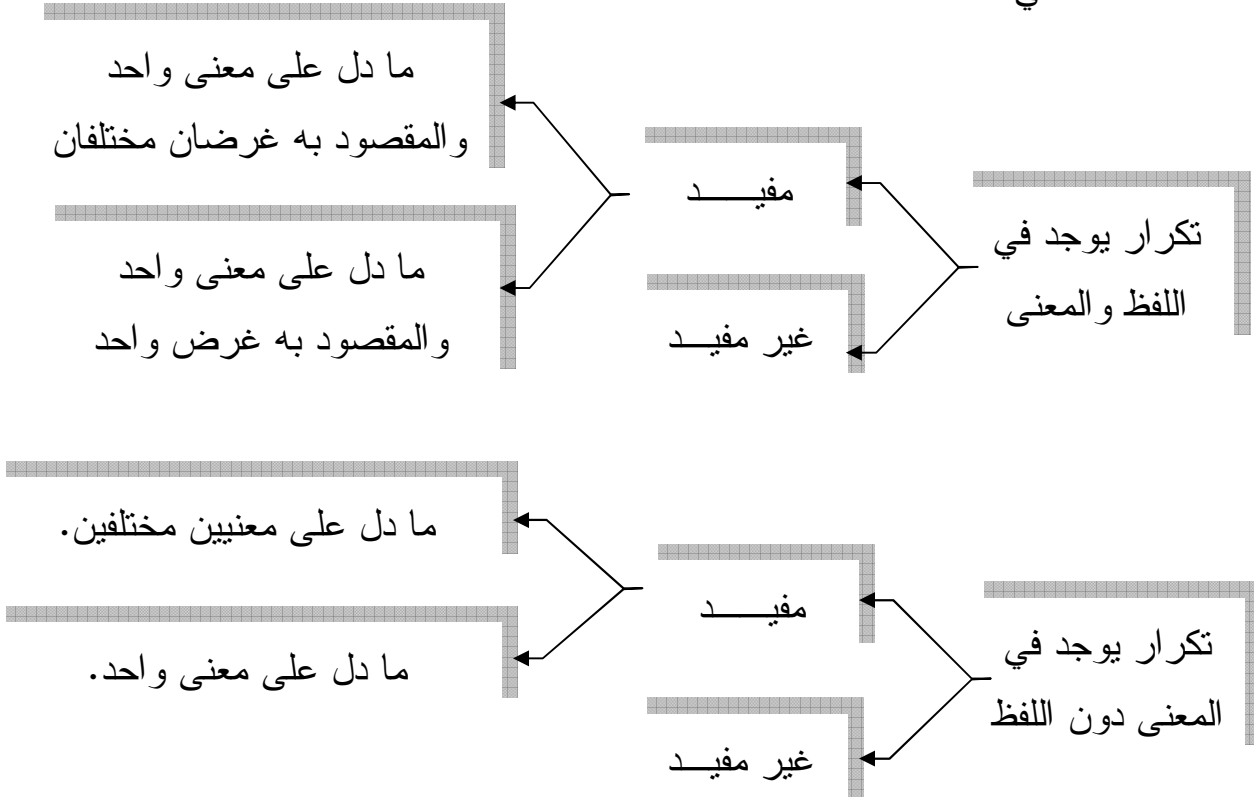 تكرار يوجد في
اللفظ والمعنى
مفيـــــد
ما دل على معنى واحد
والمقصود به غرضان مختلفان
ما دل على معنى واحد
والمقصود به غرض واحد
غير مفيـــد
تكرار يوجد في
المعنى دون اللفظ
مفيـــــد
ما دل على معنيين مختلفين.
ما دل على معنى واحد.
غير مفيـــد